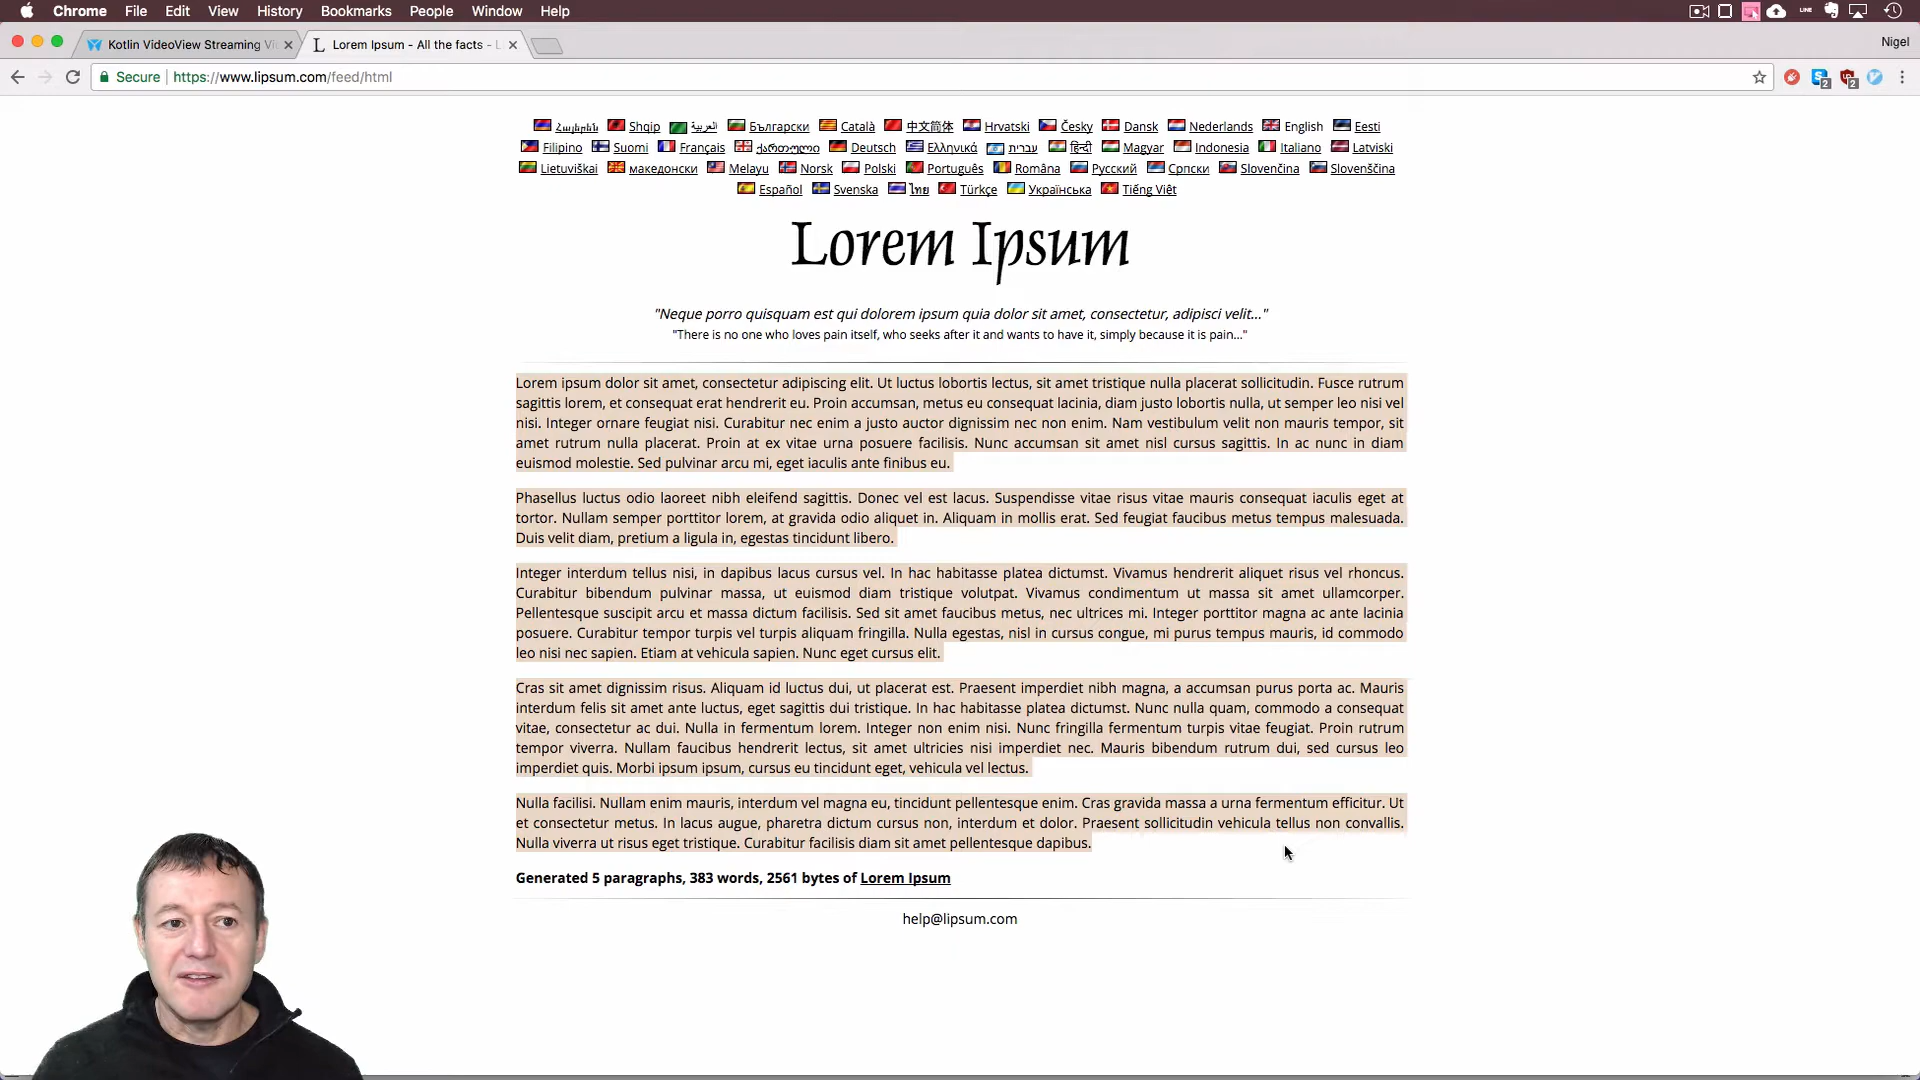 Chrome File Edit View History Bookmarks People Window Help
Kotlin VideoView Streaming Vi
Lorem Ipsum - All the facts - L
Nigel
Secure https://www.lipsum.com/feed/html
2 2
Հայերեն Shqip العربية Български Català 中文简体 Hrvatski Česky Dansk Nederlands English Eesti
Filipino Suomi Français ქართული Deutsch Ελληνικά עברית हिन्दी Magyar Indonesia Italiano Latviski
Lietuviškai македонски Melayu Norsk Polski Português Româna Русский Српски Slovenčina Slovenščina
Español Svenska ไทย Türkçe Українська Tiếng Việt
Lorem Ipsum
"Neque porro quisquam est qui dolorem ipsum quia dolor sit amet, consectetur, adipisci velit..."
"There is no one who loves pain itself, who seeks after it and wants to have it, simply because it is pain..."
Lorem ipsum dolor sit amet, consectetur adipiscing elit. Ut luctus lobortis lectus, sit amet tristique nulla placerat sollicitudin. Fusce rutrum
sagittis lorem, et consequat erat hendrerit eu. Proin accumsan, metus eu consequat lacinia, diam justo lobortis nulla, ut semper leo nisi vel
nisi. Integer ornare feugiat nisi. Curabitur nec enim a justo auctor dignissim nec non enim. Nam vestibulum velit non mauris tempor, sit
amet rutrum nulla placerat. Proin at ex vitae urna posuere facilisis. Nunc accumsan sit amet nisl cursus sagittis. In ac nunc in diam
euismod molestie. Sed pulvinar arcu mi, eget iaculis ante finibus eu.
Phasellus luctus odio laoreet nibh eleifend sagittis. Donec vel est lacus. Suspendisse vitae risus vitae mauris consequat iaculis eget at
tortor. Nullam semper porttitor lorem, at gravida odio aliquet in. Aliquam in mollis erat. Sed feugiat faucibus metus tempus malesuada.
Duis velit diam, pretium a ligula in, egestas tincidunt libero.
Integer interdum tellus nisi, in dapibus lacus cursus vel. In hac habitasse platea dictumst. Vivamus hendrerit aliquet risus vel rhoncus.
Curabitur bibendum pulvinar massa, ut euismod diam tristique volutpat. Vivamus condimentum ut massa sit amet ullamcorper.
Pellentesque suscipit arcu et massa dictum facilisis. Sed sit amet faucibus metus, nec ultrices mi. Integer porttitor magna ac ante lacinia
posuere. Curabitur tempor turpis vel turpis aliquam fringilla. Nulla egestas, nisl in cursus congue, mi purus tempus mauris, id commodo
leo nisi nec sapien. Etiam at vehicula sapien. Nunc eget cursus elit.
Cras sit amet dignissim risus. Aliquam id luctus dui, ut placerat est. Praesent imperdiet nibh magna, a accumsan purus porta ac. Mauris
interdum felis sit amet ante luctus, eget sagittis dui tristique. In hac habitasse platea dictumst. Nunc nulla quam, commodo a consequat
vitae, consectetur ac dui. Nulla in fermentum lorem. Integer non enim nisi. Nunc fringilla fermentum turpis vitae feugiat. Proin rutrum
tempor viverra. Nullam faucibus hendrerit lectus, sit amet ultricies nisi imperdiet nec. Mauris bibendum rutrum dui, sed cursus leo
imperdiet quis. Morbi ipsum ipsum, cursus eu tincidunt eget, vehicula vel lectus.
Nulla facilisi. Nullam enim mauris, interdum vel magna eu, tincidunt pellentesque enim. Cras gravida massa a urna fermentum efficitur. Ut
et consectetur metus. In lacus augue, pharetra dictum cursus non, interdum et dolor. Praesent sollicitudin vehicula tellus non convallis.
Nulla viverra ut risus eget tristique. Curabitur facilisis diam sit amet pellentesque dapibus.
Generated 5 paragraphs, 383 words, 2561 bytes of Lorem Ipsum
help@lipsum.com